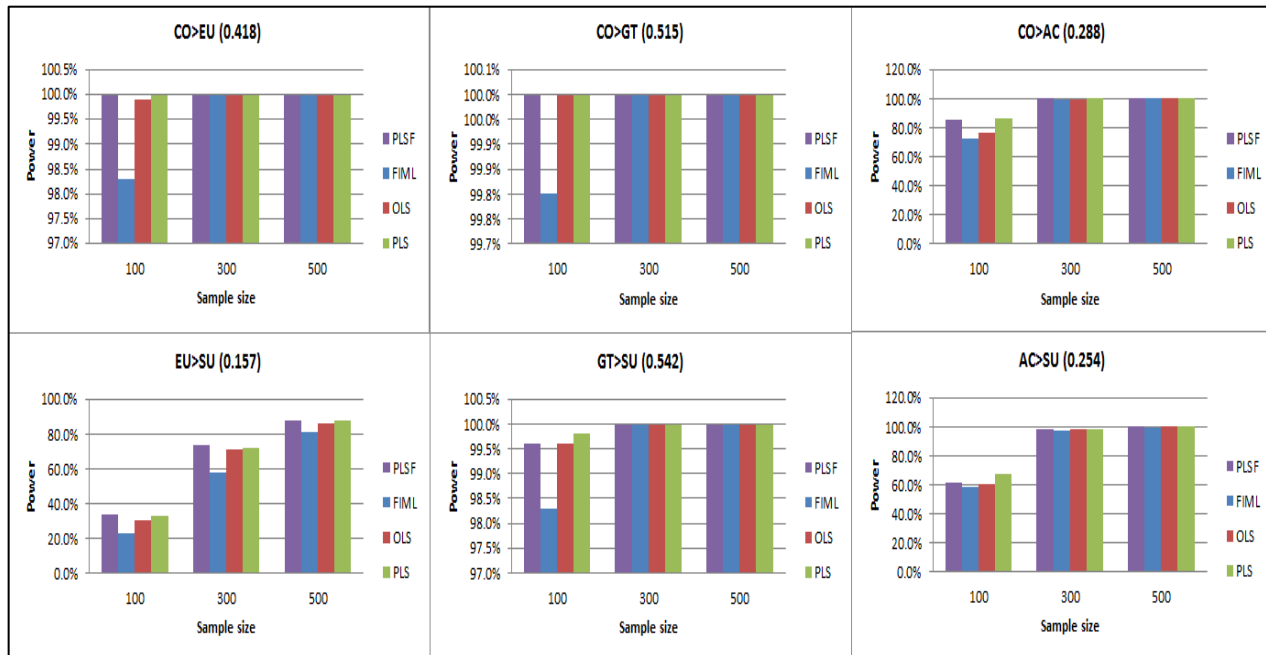 CO>EU (0.418)
100.5%
100.0%
99.5%
99.0%
98.5%
98.0%
97.5%
97.0%
Power
100
300
500
Sample size
PLSF
FIML
OLS
PLS
CO>GT (0.515)
100.1%
100.0%
100.0%
99.9%
99.9%
99.8%
99.8%
99.7%
Power
100
300
500
Sample size
PLSF
FIML
OLS
PLS
CO>AC (0.288)
120.0%
100.0%
80.0%
60.0%
40.0%
20.0%
0.0%
Power
100
300
500
Sample size
PLSF
FIML
OLS
PLS
EU>SU (0.157)
100.0%
80.0%
60.0%
40.0%
20.0%
0.0%
Power
100
300
500
Sample size
PLSF
FIML
OLS
PLS
GT>SU (0.542)
100.5%
100.0%
99.5%
99.0%
98.5%
98.0%
97.5%
97.0%
Power
100
300
500
Sample size
PLSF
FIML
OLS
PLS
AC>SU (0.254)
120.0%
100.0%
80.0%
60.0%
40.0%
20.0%
0.0%
Power
100
300
500
Sample size
PLSF
FIML
OLS
PLS